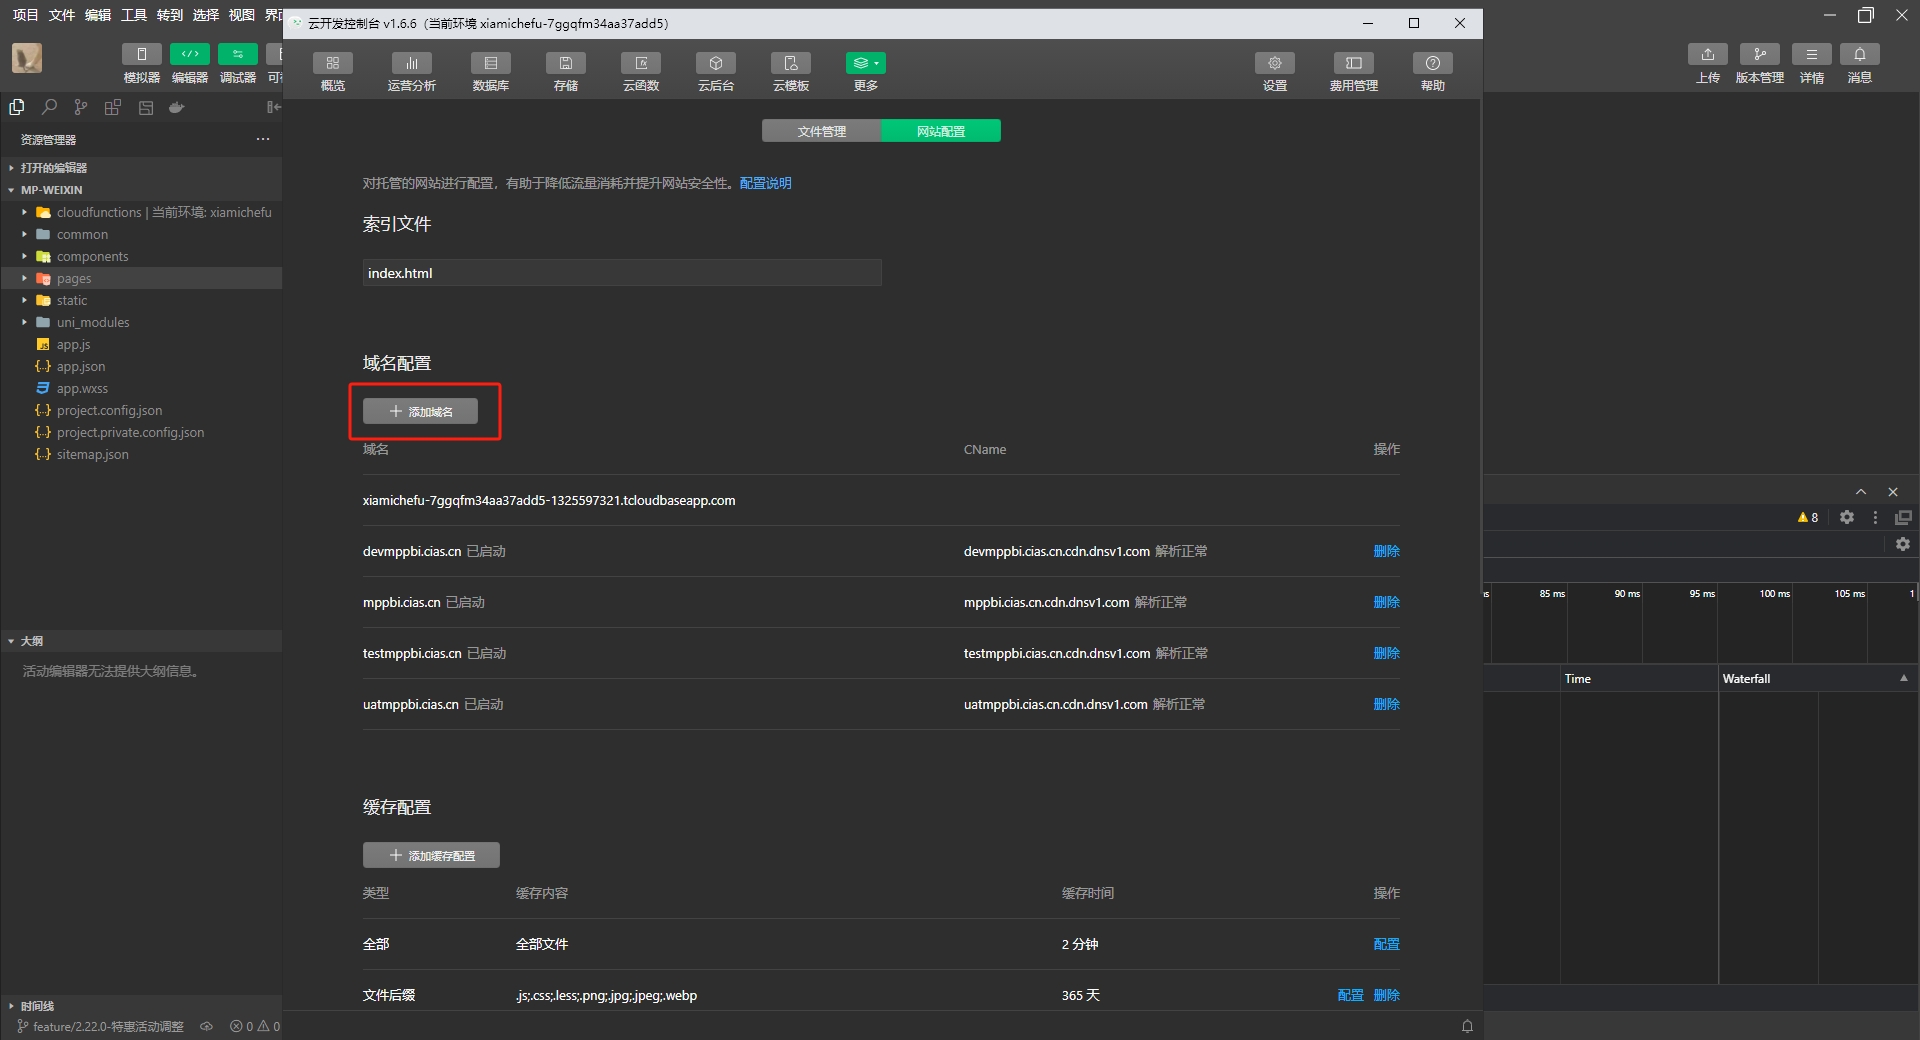 项目 文件 编辑 工具 转到 选择 视图
云开发控制台 v1.6.6（当前环境 xiamichefu-7ggqfm34aa37add5）
模拟器 编辑器 调试器
概览 运营分析 数据库 存储 云函数 云后台 云模板 更多 设置 费用管理 帮助
上传 版本管理 详情 消息
文件管理 网站配置
资源管理器
打开的编辑器
MP-WEIXIN
cloudfunctions | 当前环境: xiamichefu
common
components
pages
static
uni_modules
app.js
app.json
app.wxss
project.config.json
project.private.config.json
sitemap.json
大纲
活动编辑器无法提供大纲信息。
时间线
feature/2.22.0-特惠活动调整 0 0
对托管的网站进行配置，有助于降低流量消耗并提升网站安全性。配置说明
索引文件
index.html
域名配置
添加域名
域名 CName 操作
xiamichefu-7ggqfm34aa37add5-1325597321.tcloudbaseapp.com
devmppbi.cias.cn 已启动 devmppbi.cias.cn.cdn.dnsv1.com 解析正常 删除
mppbi.cias.cn 已启动 mppbi.cias.cn.cdn.dnsv1.com 解析正常 删除
testmppbi.cias.cn 已启动 testmppbi.cias.cn.cdn.dnsv1.com 解析正常 删除
uatmppbi.cias.cn 已启动 uatmppbi.cias.cn.cdn.dnsv1.com 解析正常 删除
缓存配置
添加缓存配置
类型 缓存内容 缓存时间 操作
全部 全部文件 2 分钟 配置
文件后缀 .js;.css;.less;.png;.jpg;.jpeg;.webp 365 天 配置 删除
8
85 ms 90 ms 95 ms 100 ms 105 ms 1
Time Waterfall